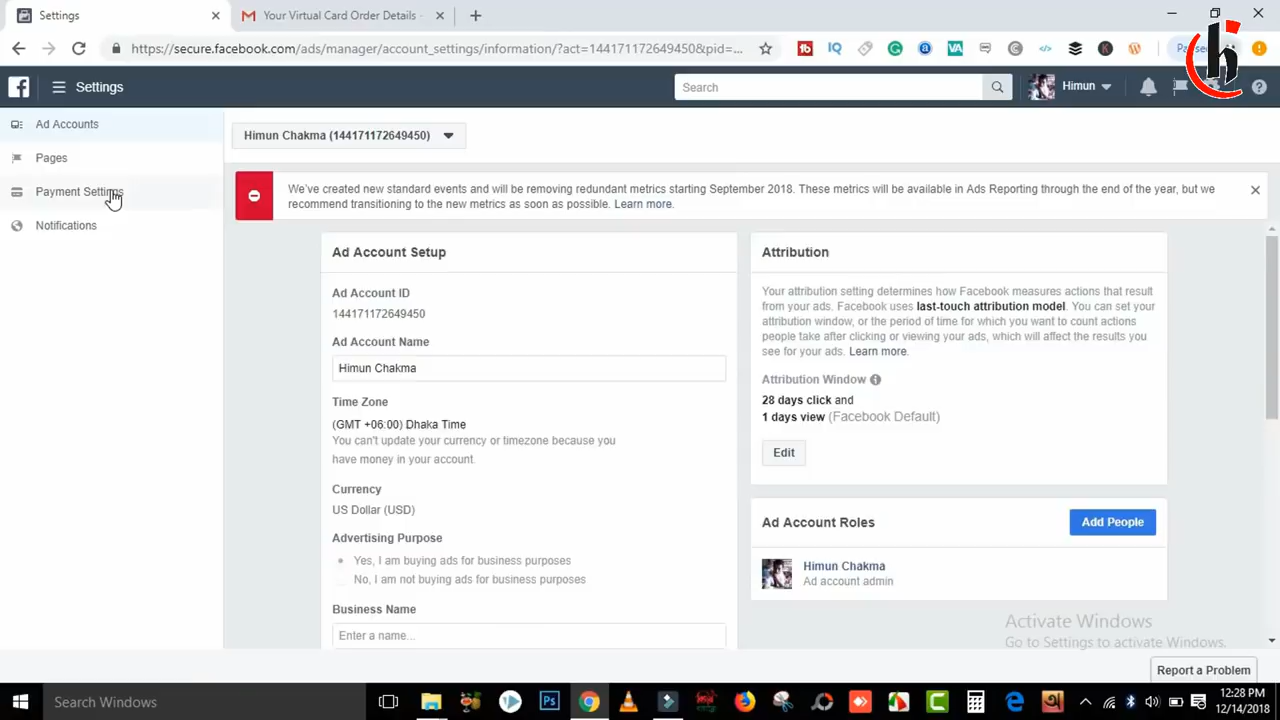 Settings
Your Virtual Card Order Details -
https://secure.facebook.com/ads/manager/account_settings/information/?act=144171172649450&pid=...
Settings
Search
Himun
Ad Accounts
Pages
Payment Settings
Notifications
Himun Chakma (144171172649450)
We've created new standard events and will be removing redundant metrics starting September 2018. These metrics will be available in Ads Reporting through the end of the year, but we
recommend transitioning to the new metrics as soon as possible. Learn more.
Ad Account Setup
Ad Account ID
144171172649450
Ad Account Name
Himun Chakma
Time Zone
(GMT +06:00) Dhaka Time
You can't update your currency or timezone because you
have money in your account.
Currency
US Dollar (USD)
Advertising Purpose
Yes, I am buying ads for business purposes
No, I am not buying ads for business purposes
Business Name
Enter a name...
Attribution
Your attribution setting determines how Facebook measures actions that result
from your ads. Facebook uses last-touch attribution model. You can set your
attribution window, or the period of time for which you want to count actions
people take after clicking or viewing your ads, which will affect the results you
see for your ads. Learn more.
Attribution Window
28 days click and
1 days view (Facebook Default)
Edit
Ad Account Roles
Add People
Himun Chakma
Ad account admin
Activate Windows
Go to Settings to activate Windows.
Report a Problem
Search Windows
12:28 PM
12/14/2018